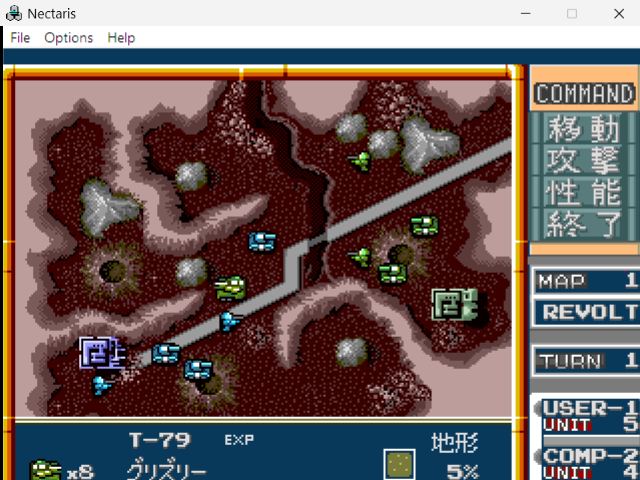 Nectaris
File Options Help
COMMAND
移動
攻撃
性能
終了
MAP 1
REVOLT
TURN 1
USER-1
UNIT 5
COMP-2
UNIT 4
T-79 EXP 地形
x8 グリズリー 5%